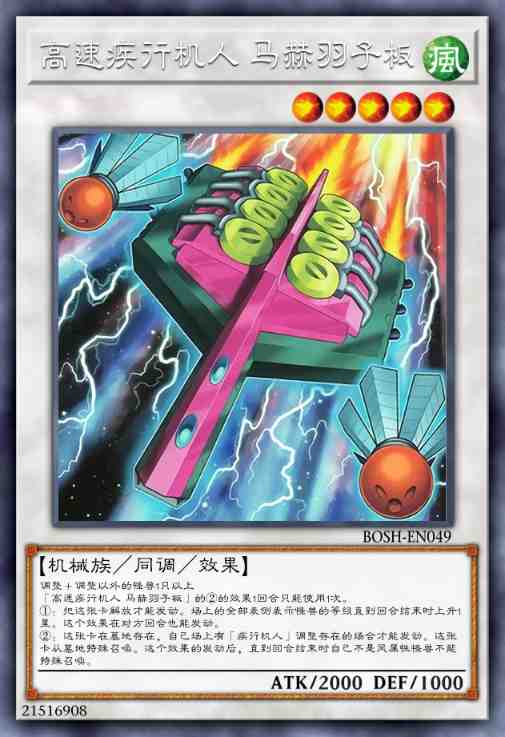 高速疾行机人 马赫羽子板 風
BOSH-EN049
【机械族／同调／效果】
调整＋调整以外的怪兽1只以上
「高速疾行机人 马赫羽子板」的②的效果1回合只能使用1次。
①：把这张卡解放才能发动。场上的全部表侧表示怪兽的等级直到回合结束时上升1
星。这个效果在对方回合也能发动。
②：这张卡在墓地存在，自己场上有「疾行机人」调整存在的场合才能发动。这张
卡从墓地特殊召唤。这个效果的发动后，直到回合结束时自己不是风属性怪兽不能
特殊召唤。
ATK/2000 DEF/1000
21516908